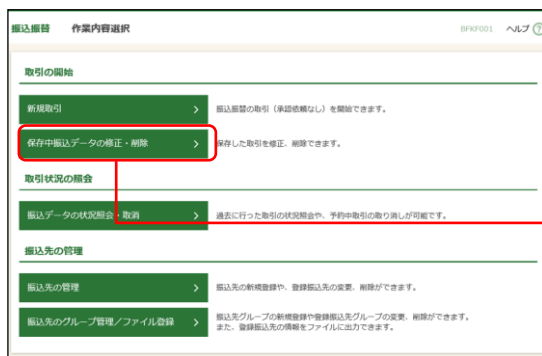 振込振替 作業内容選択 BFKF001 ヘルプ ?
取引の開始
新規取引 振込振替の取引（承認依頼なし）を開始できます。
保存中振込データの修正・削除 保存した取引を修正、削除できます。
取引状況の照会
振込データの状況照会・取消 過去に行った取引の状況照会や、予約中取引の取り消しが可能です。
振込先の管理
振込先の管理 振込先の新規登録や、登録振込先の変更、削除ができます。
振込先のグループ管理／ファイル登録 振込先グループの新規登録や登録振込先グループの変更、削除ができます。
また、登録振込先の情報をファイルに出力できます。